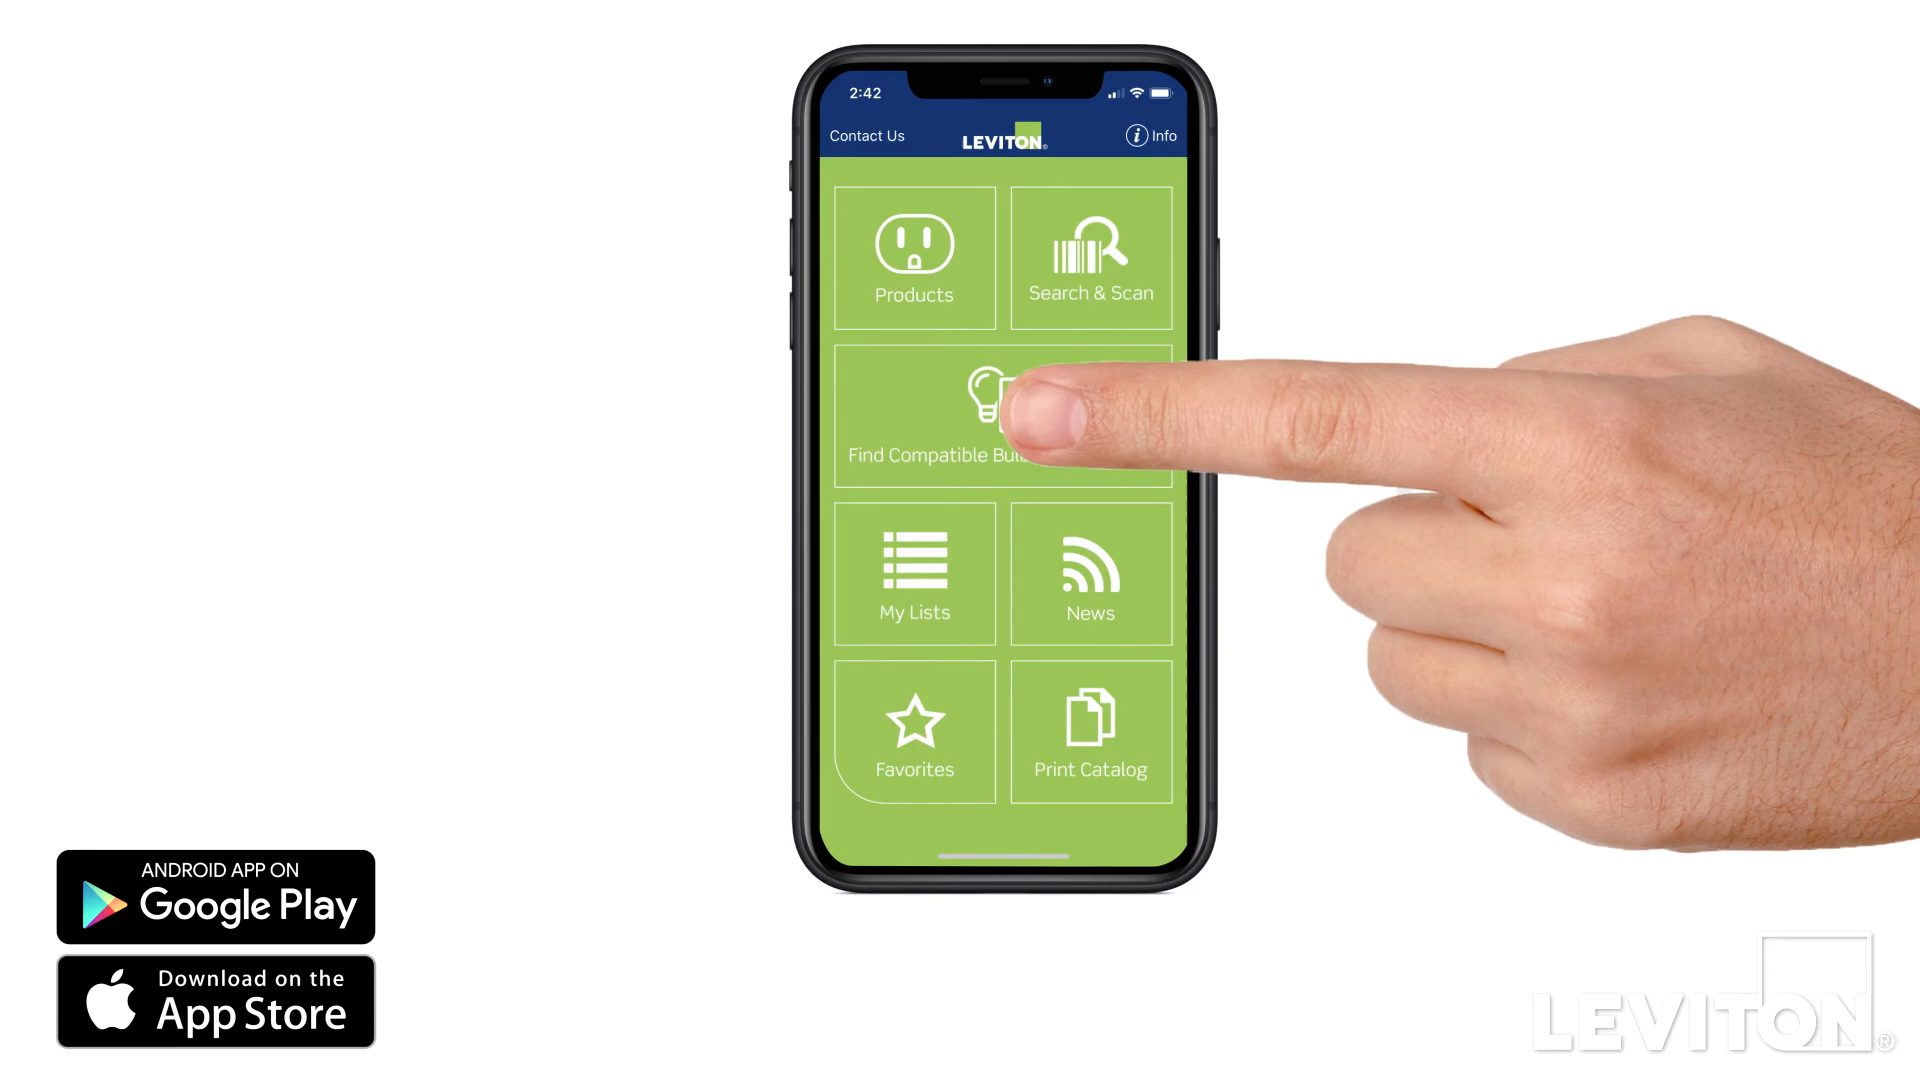 2:42
Contact Us
LEVITON®
Info
Products
Search & Scan
Find Compatible
My Lists
News
Favorites
Print Catalog
ANDROID APP ON
Google Play
Download on the
App Store
LEVITON®